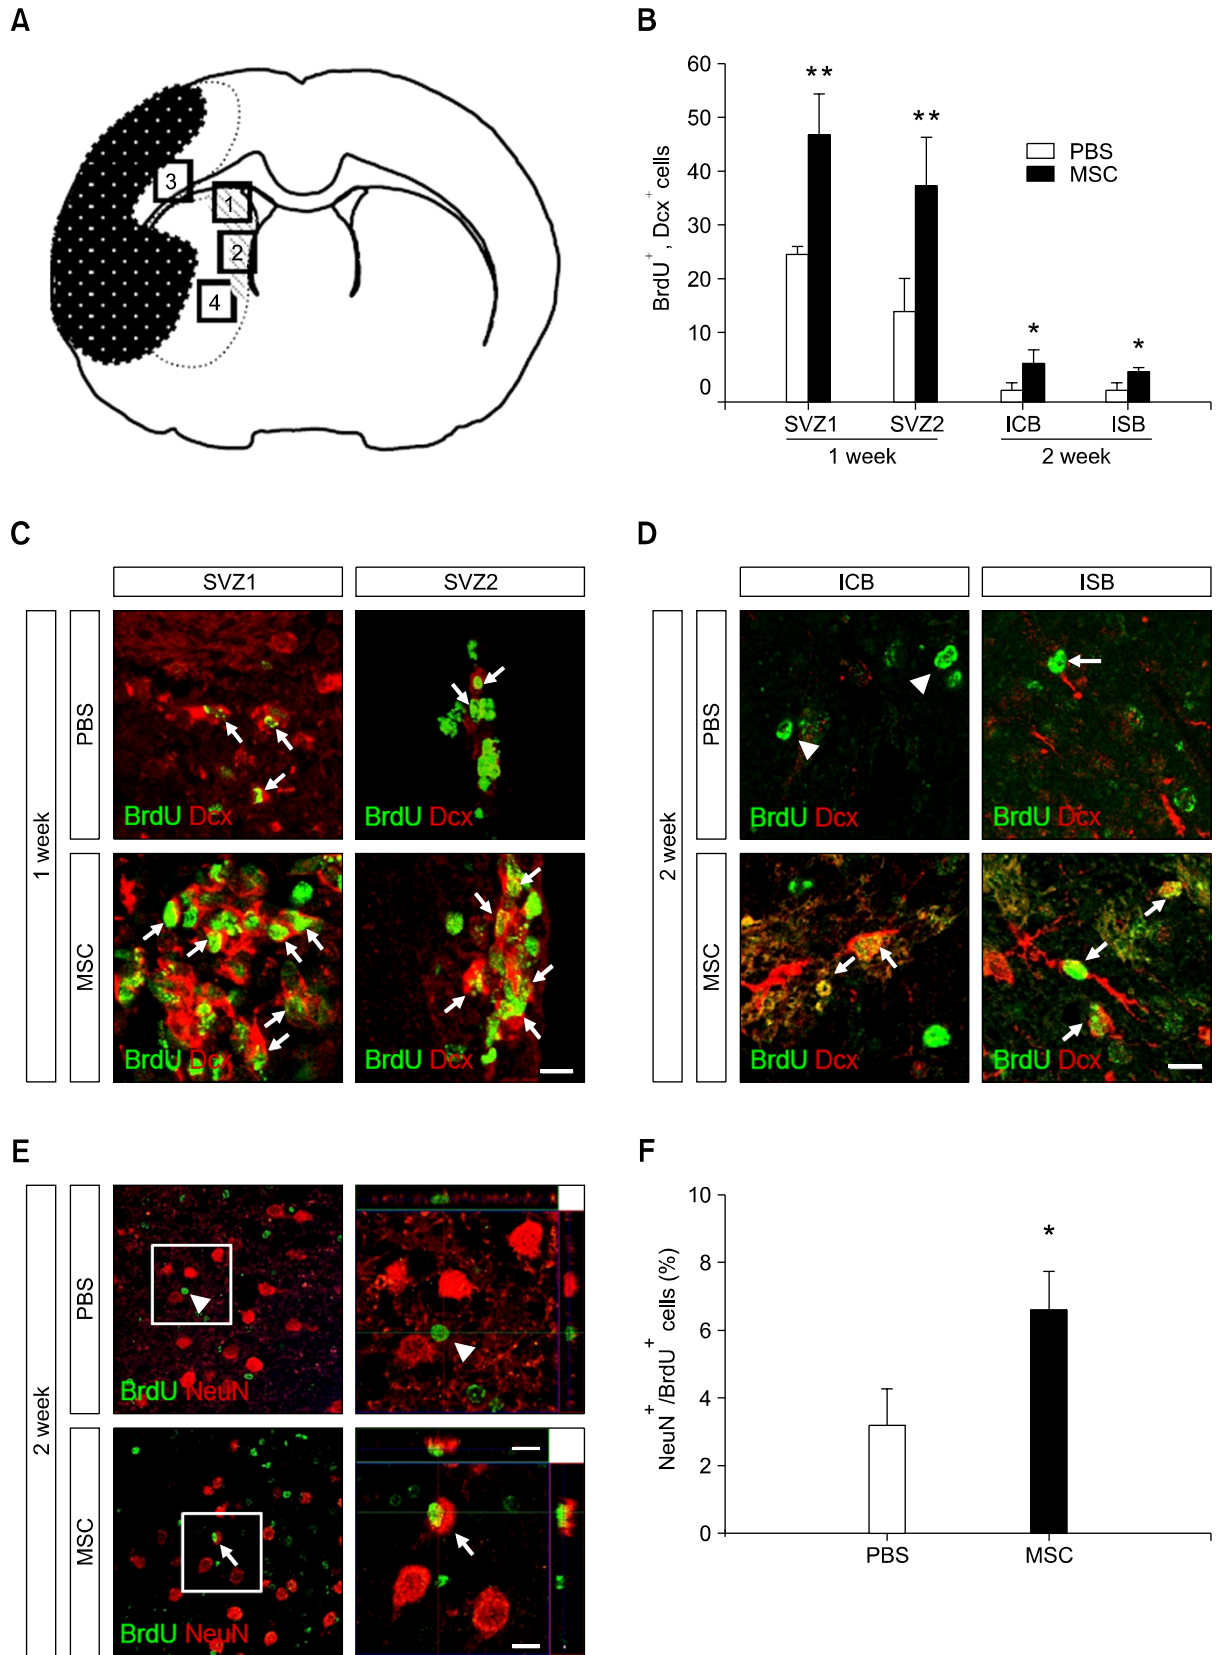 A
3
1
2
4
B
BrdU+, Dcx+ cells
60
50
40
30
20
10
0
**
**
*
*
PBS
MSC
SVZ1 SVZ2 ICB ISB
1 week 2 week
C
SVZ1 SVZ2
1 week
PBS
BrdU Dcx BrdU Dcx
MSC
BrdU Dcx BrdU Dcx
D
ICB ISB
2 week
PBS
BrdU Dcx BrdU Dcx
MSC
BrdU Dcx BrdU Dcx
E
2 week
PBS
BrdU NeuN
MSC
BrdU NeuN
F
NeuN+/BrdU+ cells (%)
10
8
6
4
2
0
*
PBS MSC